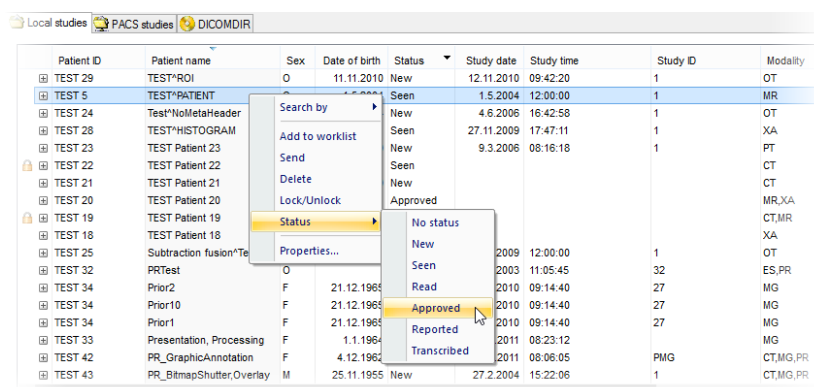 Local studies PACS studies DICOMDIR
Patient ID Patient name Sex Date of birth Status Study date Study time Study ID Modality
TEST 29 TEST^ROI O 11.11.2010 New 12.11.2010 09:42:20 1 OT
TEST 5 TEST^PATIENT Seen 1.5.2004 12:00:00 1 MR
TEST 24 Test^NoMetaHeader New 4.6.2006 16:42:58 1 OT
Search by
TEST 28 TEST^HISTOGRAM Seen 27.11.2009 17:47:11 1 XA
Add to worklist
TEST 23 TEST Patient 23 New 9.3.2006 08:16:18 1 PT
Send
TEST 22 TEST Patient 22 Seen CT
Delete
TEST 21 TEST Patient 21 New CT
Lock/Unlock
TEST 20 TEST Patient 20 Approved MR,XA
Status
TEST 19 TEST Patient 19 CT,MR
No status
TEST 18 TEST Patient 18 XA
New
Properties...
TEST 25 Subtraction fusion^Te 2009 12:00:00 1 OT
Seen
TEST 32 PRTest O 2003 11:05:45 32 ES,PR
Read
TEST 34 Prior2 F 21.12.1965 2010 09:14:40 27 MG
Approved
TEST 34 Prior10 F 21.12.1965 2010 09:14:40 27 MG
Reported
TEST 34 Prior1 F 21.12.1965 2010 09:14:40 27 MG
TEST 33 Presentation, Processing F 1.1.1964 2011 08:23:12 MG
Transcribed
TEST 42 PR_GraphicAnnotation F 4.12.1962 2011 08:06:05 PMG CT,MG,PR
TEST 43 PR_BitmapShutter,Overlay M 25.11.1955 New 27.2.2004 15:22:06 1 CT,MG,PR